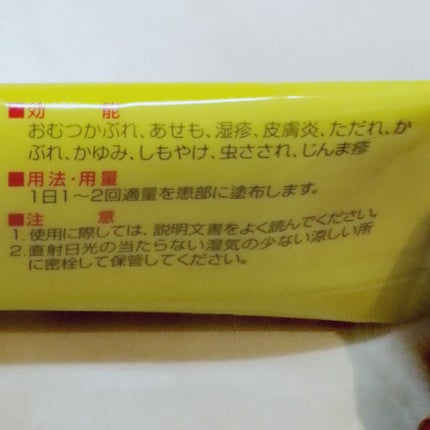 ■効　　能
おむつかぶれ、あせも、湿疹、皮膚炎、ただれ、か
ぶれ、かゆみ、しもやけ、虫さされ、じんま疹
■用法・用量
1日1～2回適量を患部に塗布します。
■注　　意
1. 使用に際しては、説明文書をよく読んでください。
2. 直射日光の当たらない湿気の少ない涼しい所
に密栓して保管してください。